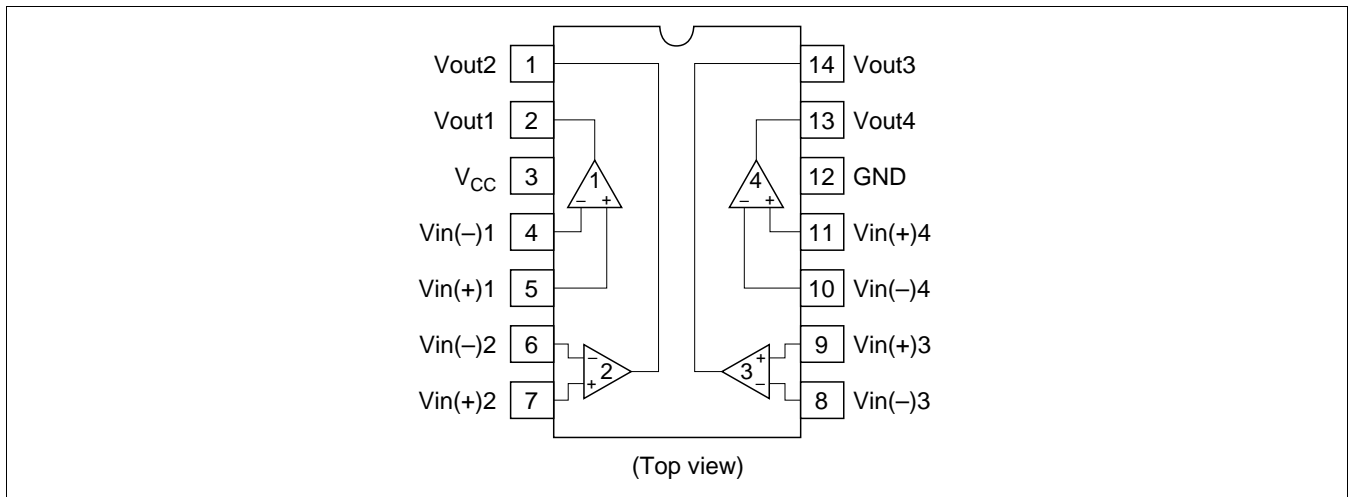 Vout2 1 14 Vout3
Vout1 2 13 Vout4
VCC 3 1 4 12 GND
– + – +
Vin(–)1 4 11 Vin(+)4
Vin(+)1 5 10 Vin(–)4
Vin(–)2 6 – + 9 Vin(+)3
2 3
Vin(+)2 7 + – 8 Vin(–)3
(Top view)